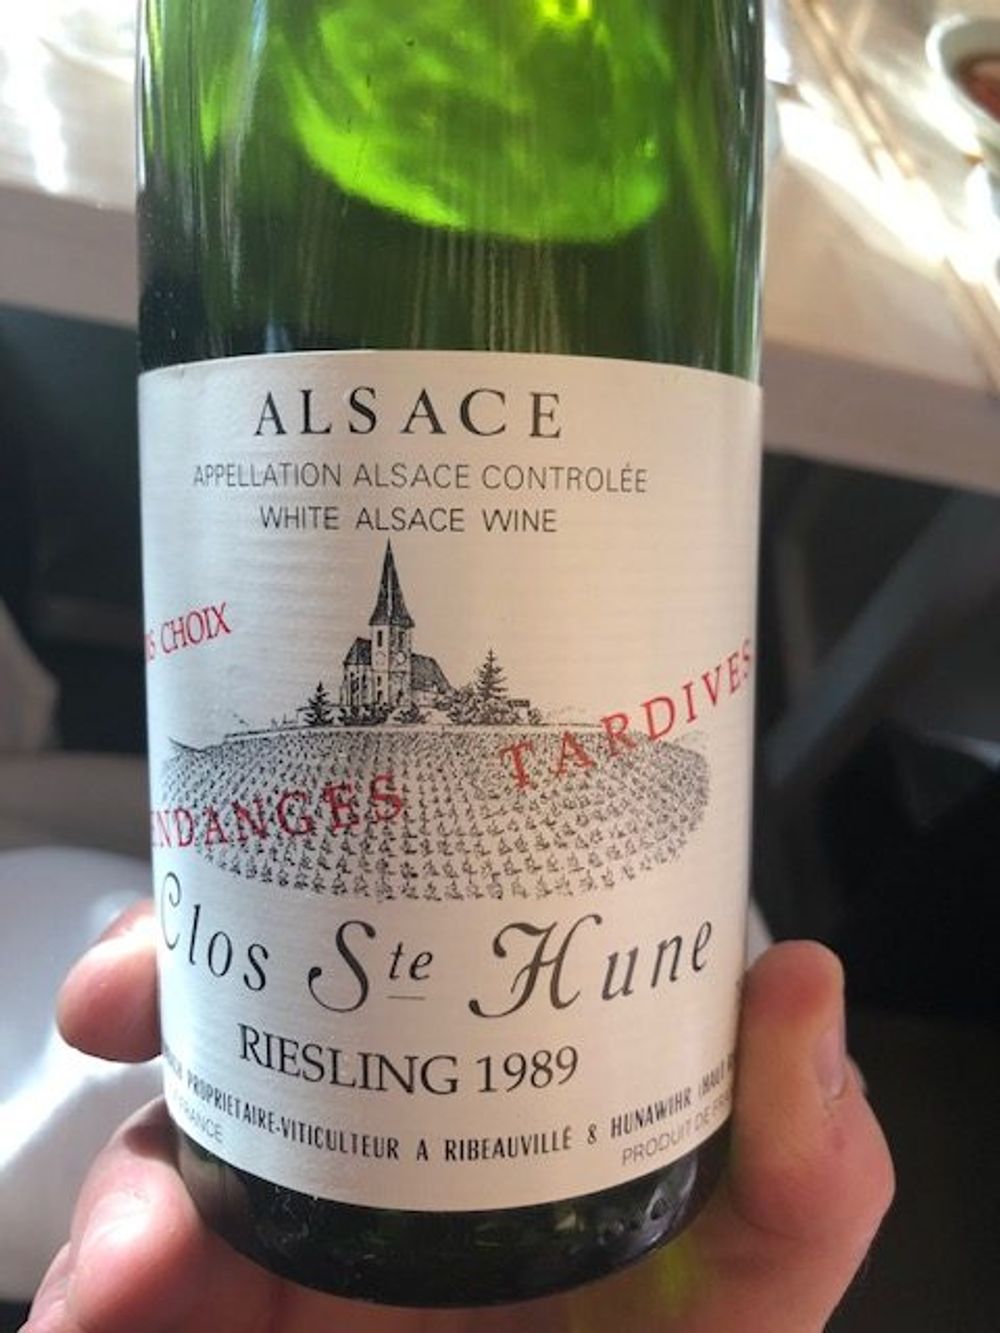 ALSACE
APPELLATION ALSACE CONTROLÉE
WHITE ALSACE WINE
CHOIX
TARDIVES
NDANGES
Clos Ste Hune
RIESLING 1989
PROPRIETAIRE-VITICULTEUR A RIBEAUVILLÉ & HUNAWIHR
FRANCE
PRODUIT DE